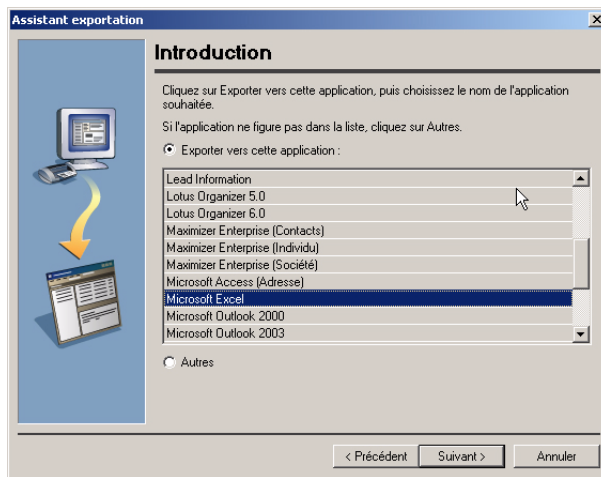 Assistant exportation
Introduction
Cliquez sur Exporter vers cette application, puis choisissez le nom de l'application
souhaitée.
Si l'application ne figure pas dans la liste, cliquez sur Autres.
Exporter vers cette application :
Lead Information
Lotus Organizer 5.0
Lotus Organizer 6.0
Maximizer Enterprise (Contacts)
Maximizer Enterprise (Individu)
Maximizer Enterprise (Société)
Microsoft Access (Adresse)
Microsoft Excel
Microsoft Outlook 2000
Microsoft Outlook 2003
Autres
< Précédent
Suivant >
Annuler